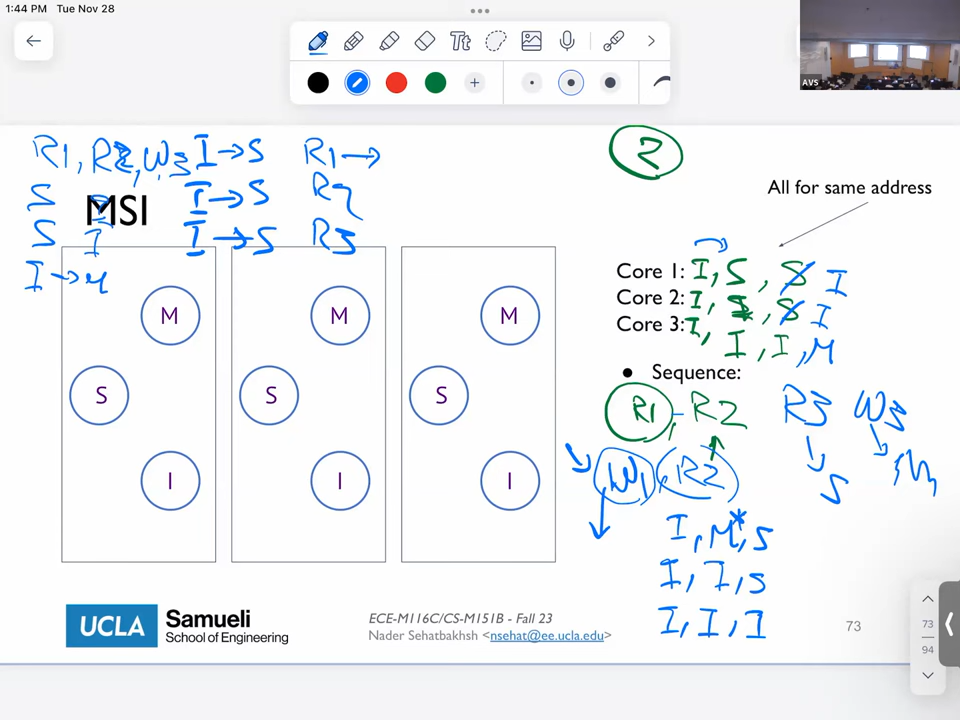 1:44 PM Tue Nov 28
Tt
AVS
R1, R2, W3 I→S R1→
S I I→S R2
S I I→S R3
I→M
MSI
2
All for same address
Core 1: I, S, S I
Core 2: I, S, S I
Core 3: I, I, I, M
• Sequence:
R1 - R2 R3 W3
W1, R2 S M
I, M*, S
I, I, S
I, I, I
M M M
S S S
I I I
UCLA Samueli
School of Engineering
ECE-M116C/CS-M151B - Fall 23
Nader Sehatbakhsh <nsehat@ee.ucla.edu>
73
73
94